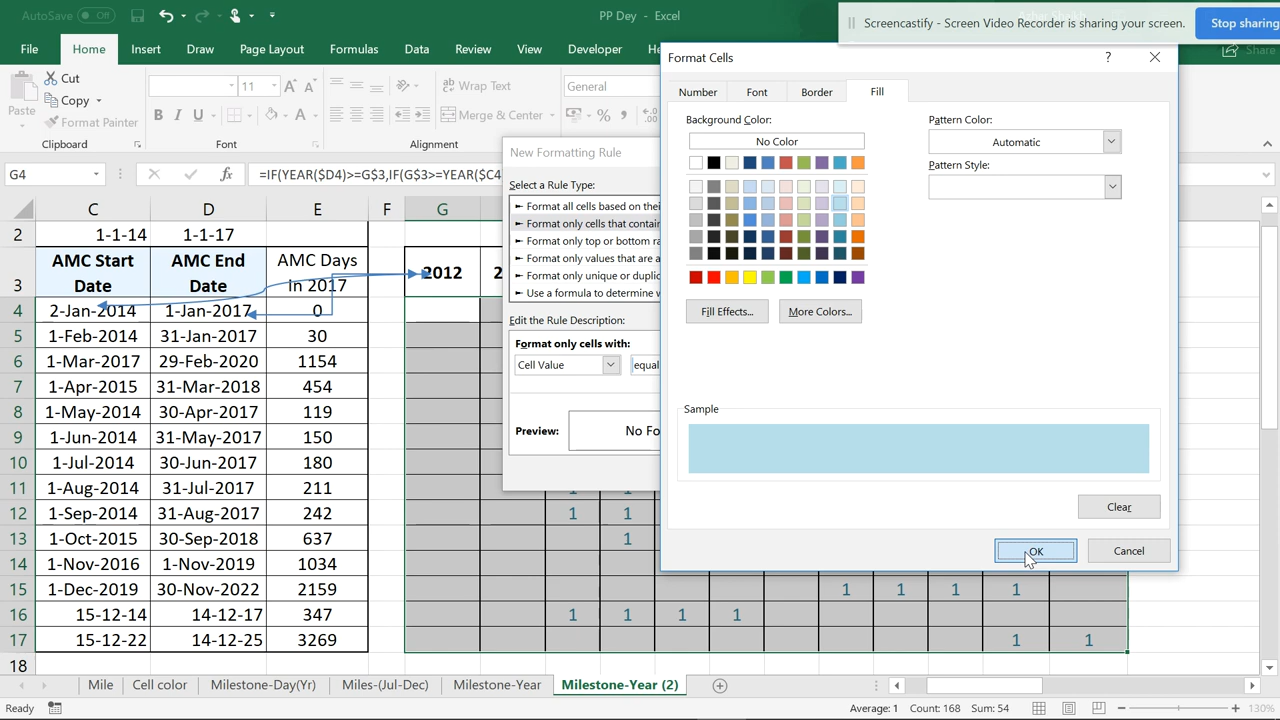 AutoSave Off
PP Dey - Excel
Screencastify - Screen Video Recorder is sharing your screen.
Stop sharing
File Home Insert Draw Page Layout Formulas Data Review View Developer He
Share
Paste
Cut
Copy
Format Painter
11
Wrap Text
Merge & Center
General
Clipboard Font Alignment
G4
=IF(YEAR($D4)>=G$3,IF(G$3>=YEAR($C4
C D E F G
2 1-1-14 1-1-17
3 AMC Start Date AMC End Date AMC Days in 2017 2012 2
4 2-Jan-2014 1-Jan-2017 0
5 1-Feb-2014 31-Jan-2017 30
6 1-Mar-2017 29-Feb-2020 1154
7 1-Apr-2015 31-Mar-2018 454
8 1-May-2014 30-Apr-2017 119
9 1-Jun-2014 31-May-2017 150
10 1-Jul-2014 30-Jun-2017 180
11 1-Aug-2014 31-Jul-2017 211 1 1
12 1-Sep-2014 31-Aug-2017 242 1 1
13 1-Oct-2015 30-Sep-2018 637 1
14 1-Nov-2016 1-Nov-2019 1034
15 1-Dec-2019 30-Nov-2022 2159 1 1 1 1
16 15-12-14 14-12-17 347 1 1 1 1
17 15-12-22 14-12-25 3269 1 1
18
New Formatting Rule
Select a Rule Type:
► Format all cells based on thei
► Format only cells that contain
► Format only top or bottom ra
► Format only values that are a
► Format only unique or duplic
► Use a formula to determine w
Edit the Rule Description:
Format only cells with:
Cell Value equal
Preview: No Fo
Format Cells
?
Number Font Border Fill
Background Color:
No Color
Fill Effects... More Colors...
Pattern Color:
Automatic
Pattern Style:
Sample
Clear
OK Cancel
Mile Cell color Milestone-Day(Yr) Miles-(Jul-Dec) Milestone-Year Milestone-Year (2)
Ready
Average: 1 Count: 168 Sum: 54
130%